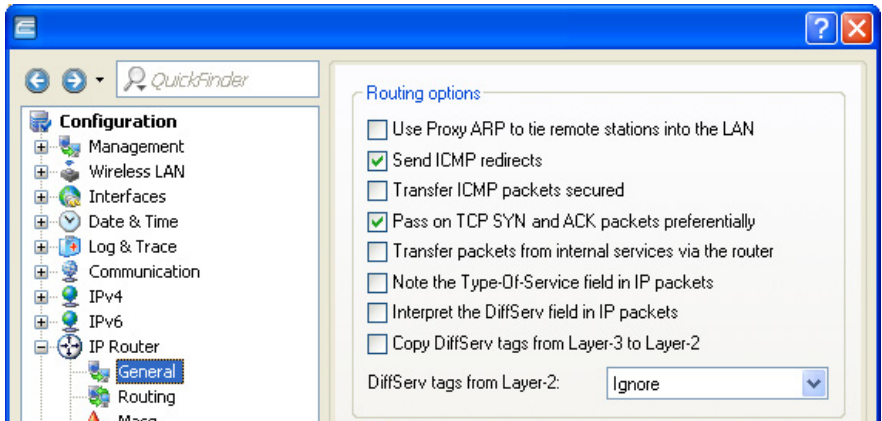 QuickFinder
Configuration
Management
Wireless LAN
Interfaces
Date & Time
Log & Trace
Communication
IPv4
IPv6
IP Router
General
Routing
Masq
Routing options
Use Proxy ARP to tie remote stations into the LAN
Send ICMP redirects
Transfer ICMP packets secured
Pass on TCP SYN and ACK packets preferentially
Transfer packets from internal services via the router
Note the Type-Of-Service field in IP packets
Interpret the DiffServ field in IP packets
Copy DiffServ tags from Layer-3 to Layer-2
DiffServ tags from Layer-2: Ignore